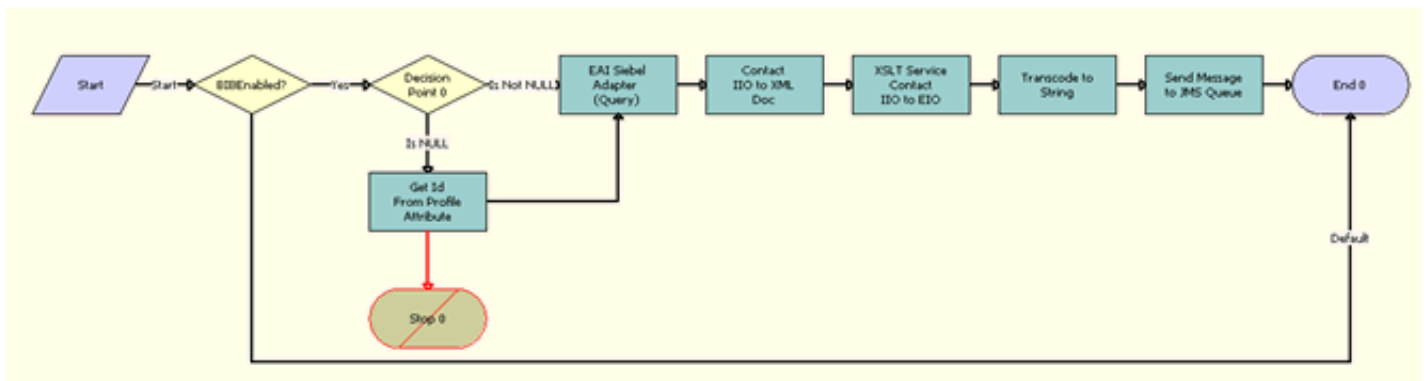 Start
Start
BIBEnabled?
Yes
Decision
Point 0
Is Not NULL
EAI Siebel
Adapter
(Query)
Contact
IIO to XML
Doc
XSLT Service
Contact
IIO to EIO
Transcode to
String
Send Message
to JMS Queue
End 0
Is NULL
Get Id
From Profile
Attribute
Default
Stop 0